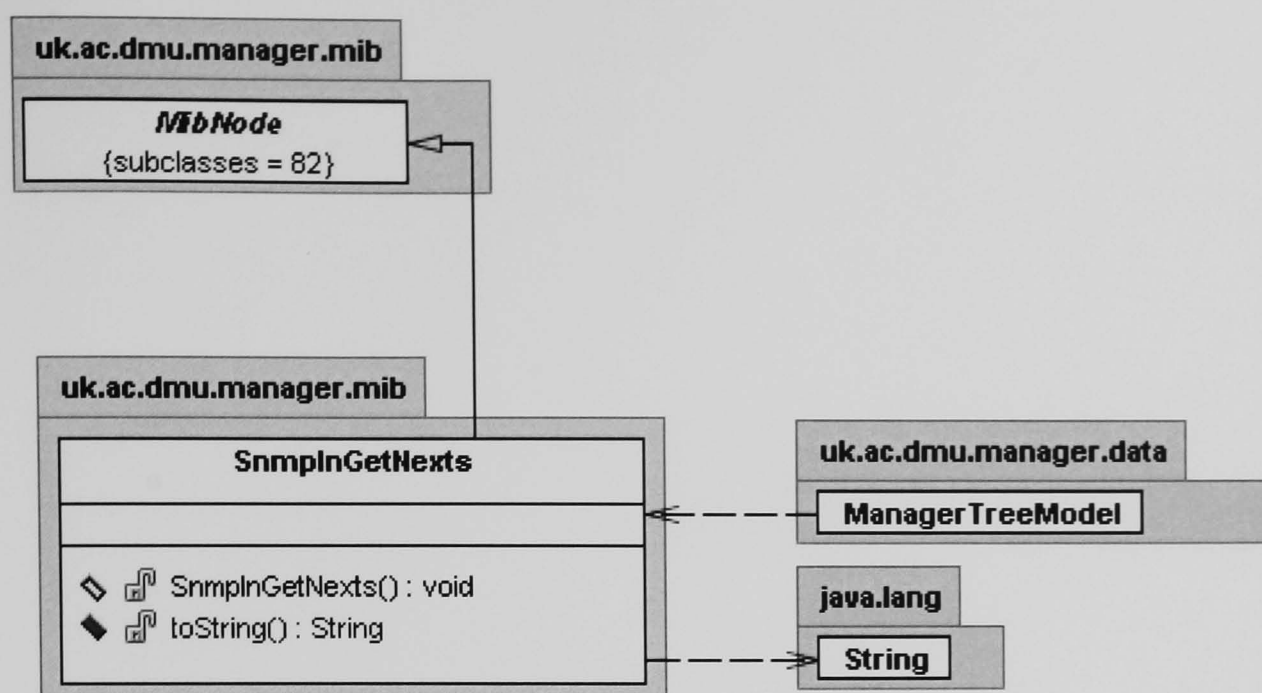 uk.ac.dmu.manager.mib
MibNode
{subclasses = 82}
uk.ac.dmu.manager.mib
SnmpInGetNexts
SnmpInGetNexts() : void
toString() : String
uk.ac.dmu.manager.data
ManagerTreeModel
java.lang
String